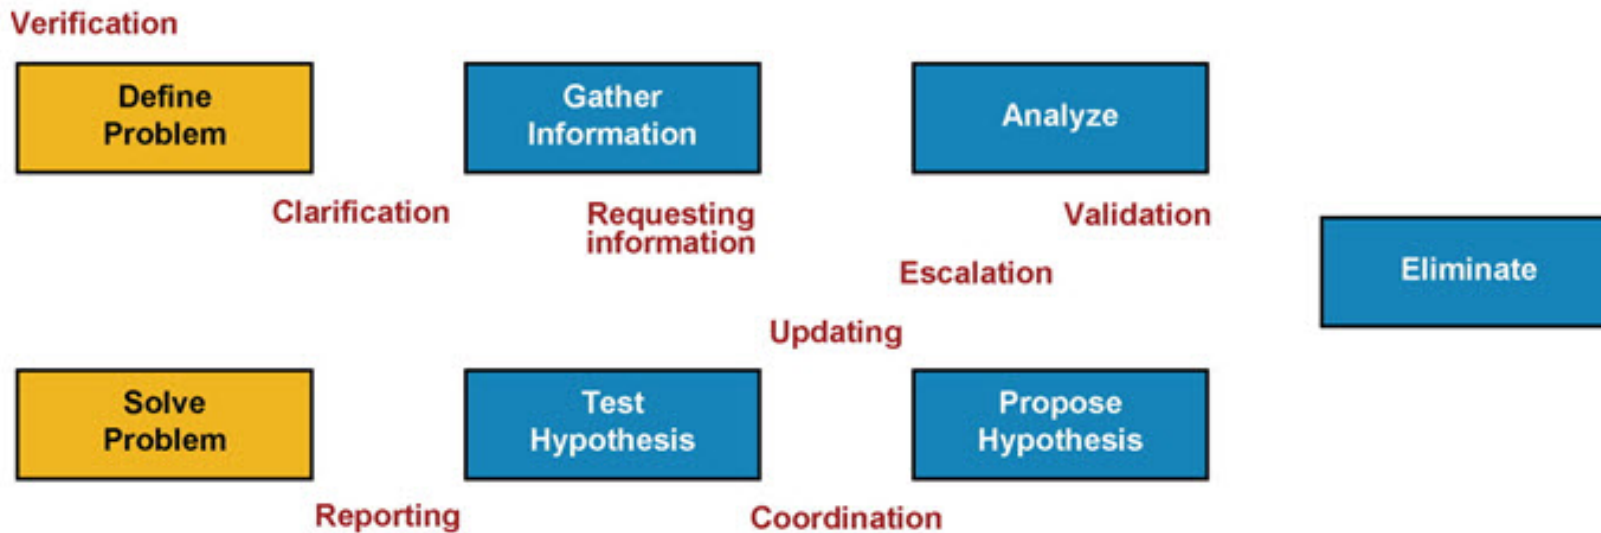 Verification
Define
Problem
Gather
Information
Analyze
Clarification
Requesting
information
Validation
Escalation
Eliminate
Updating
Solve
Problem
Test
Hypothesis
Propose
Hypothesis
Reporting
Coordination